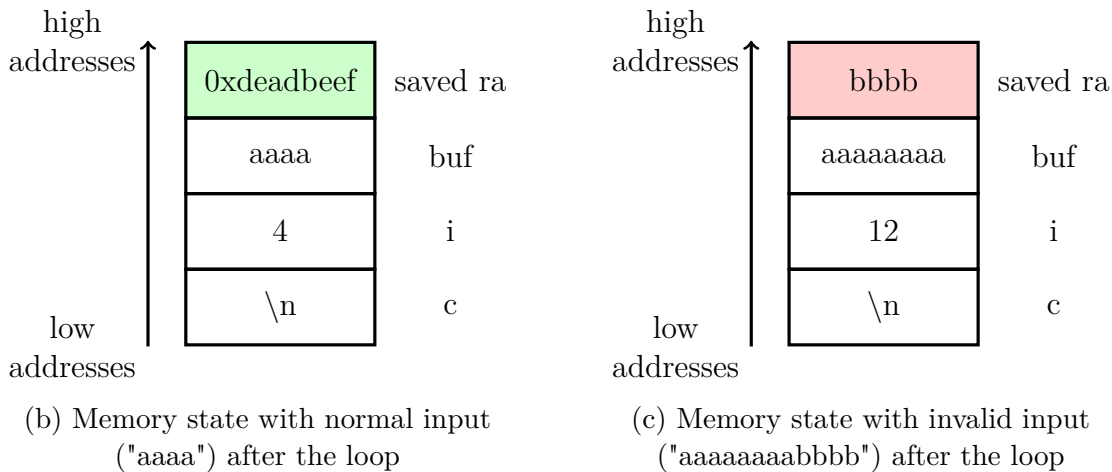 high
addresses
0xdeadbeef saved ra
aaaa buf
4 i
\n c
low
addresses
(b) Memory state with normal input
("aaaa") after the loop
high
addresses
bbbb saved ra
aaaaaaaa buf
12 i
\n c
low
addresses
(c) Memory state with invalid input
("aaaaaaaabbbb") after the loop